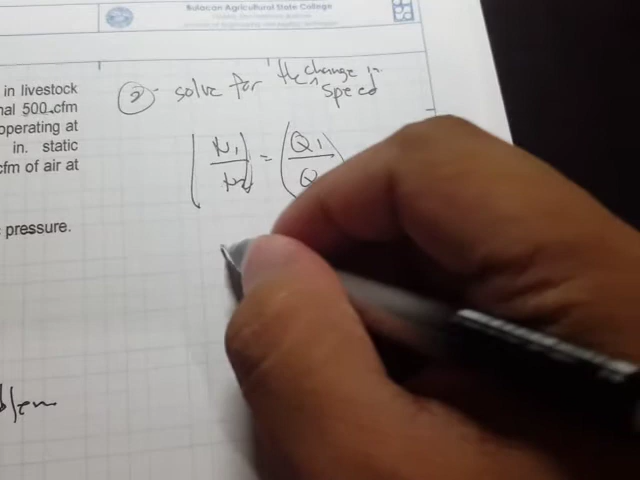 Bulacan Agricultural State College
in livestock
nal 500 cfm
operating at
in. static
cfm of air at
pressure.
② solve for the change in
speed
(N1/N2) = (Q1/Q
blem